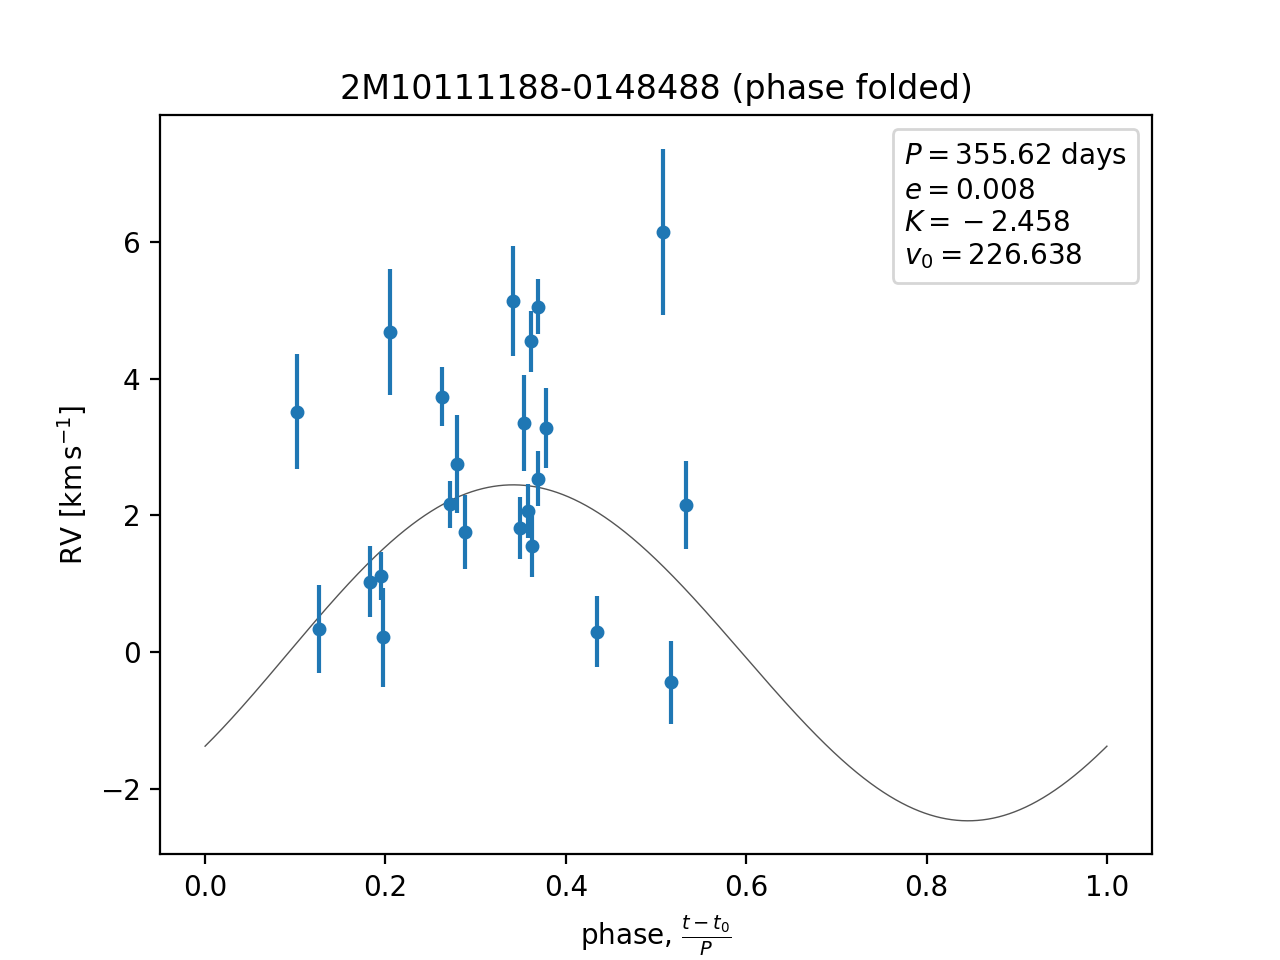 2M10111188-0148488 (phase folded)
P = 355.62 days
e = 0.008
K = −2.458
v₀ = 226.638
RV [km s⁻¹]
6
4
2
0
−2
0.0 0.2 0.4 0.6 0.8 1.0
phase, (t − t₀)/P